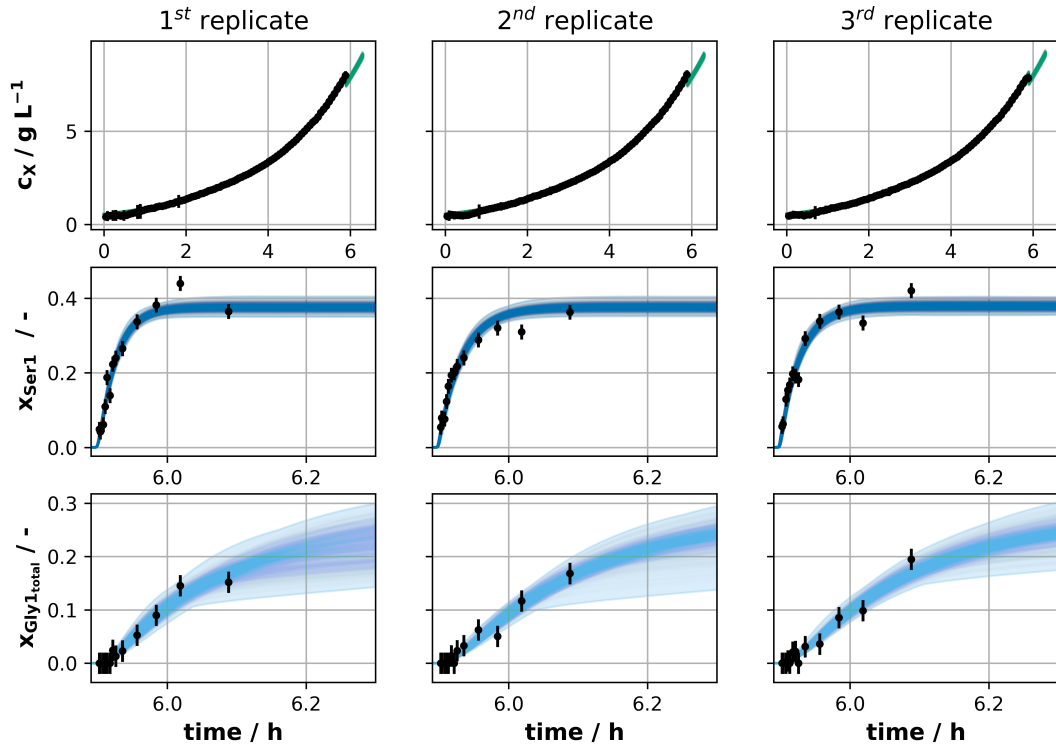 1st replicate 2nd replicate 3rd replicate
cX / g L−1
5
0
0 2 4 6 0 2 4 6 0 2 4 6
xSer1 / -
0.4
0.2
0.0
6.0 6.2 6.0 6.2 6.0 6.2
xGly1total / -
0.3
0.2
0.1
0.0
6.0 6.2 6.0 6.2 6.0 6.2
time / h time / h time / h